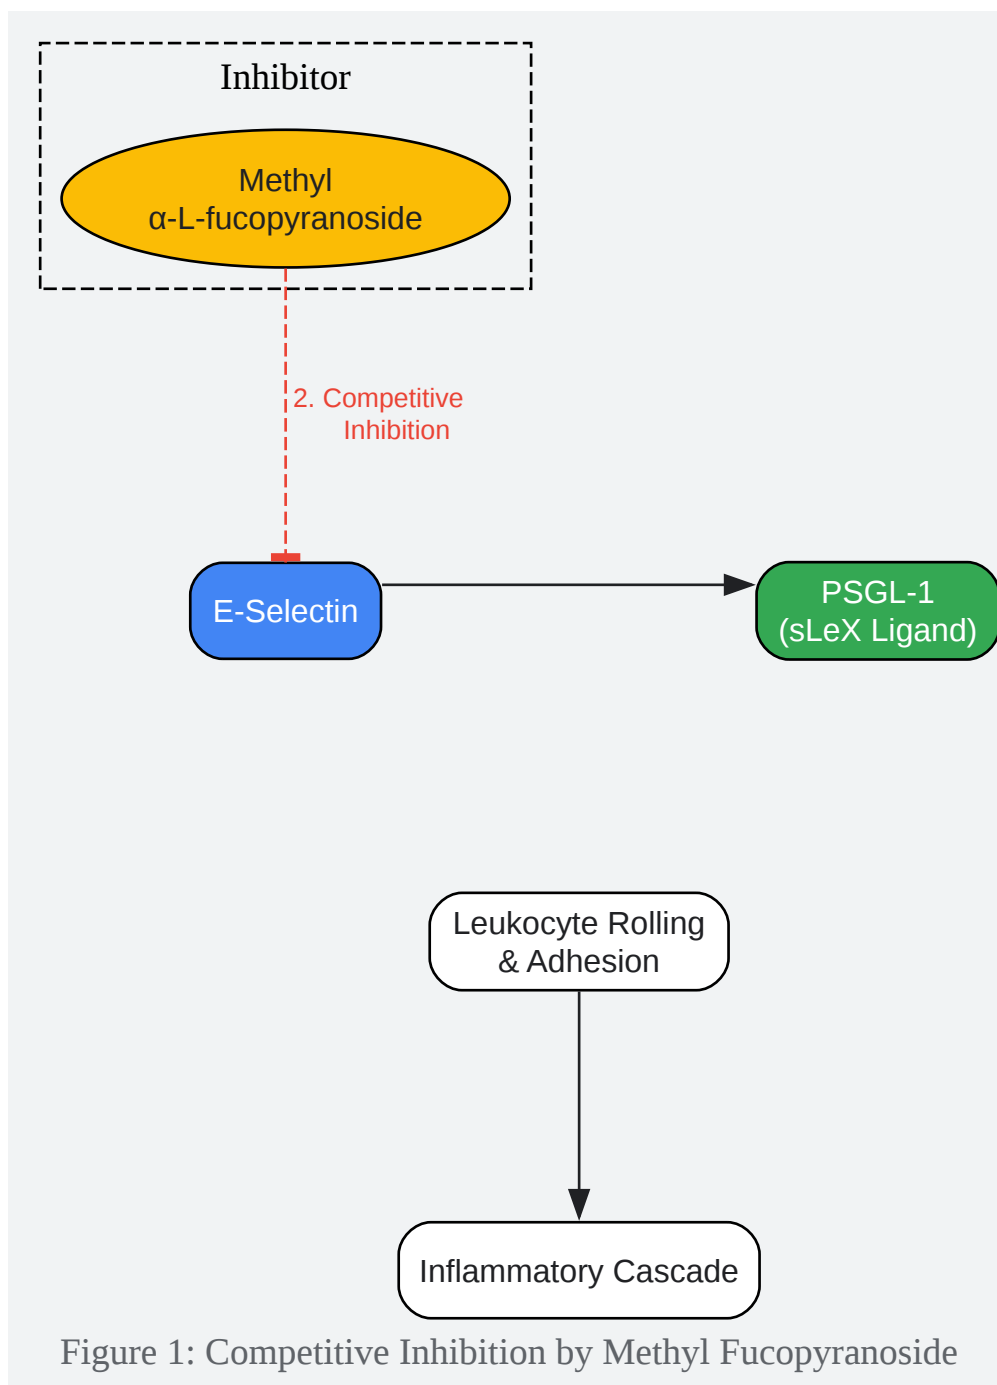 Inhibitor
Methyl
α-L-fucopyranoside
2. Competitive
Inhibition
E-Selectin
PSGL-1
(sLeX Ligand)
Leukocyte Rolling
& Adhesion
Inflammatory Cascade
Figure 1: Competitive Inhibition by Methyl Fucopyranoside